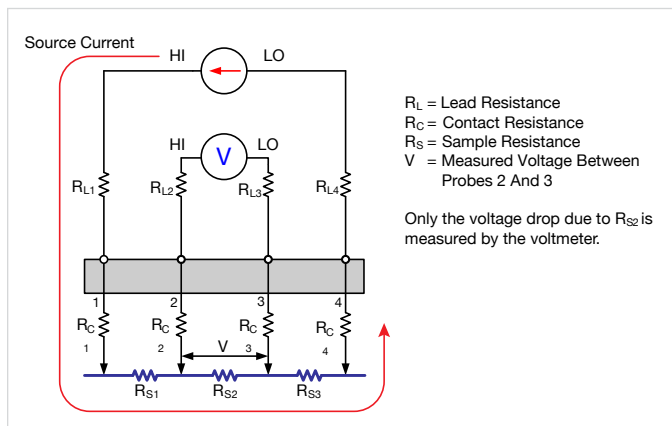 Source Current
HI LO
HI LO
V
RL1 RL2 RL3 RL4
1 2 3 4
RC RC RC RC
1 2 V 3 4
RS1 RS2 RS3
RL = Lead Resistance
RC = Contact Resistance
RS = Sample Resistance
V = Measured Voltage Between
Probes 2 And 3
Only the voltage drop due to RS2 is
measured by the voltmeter.